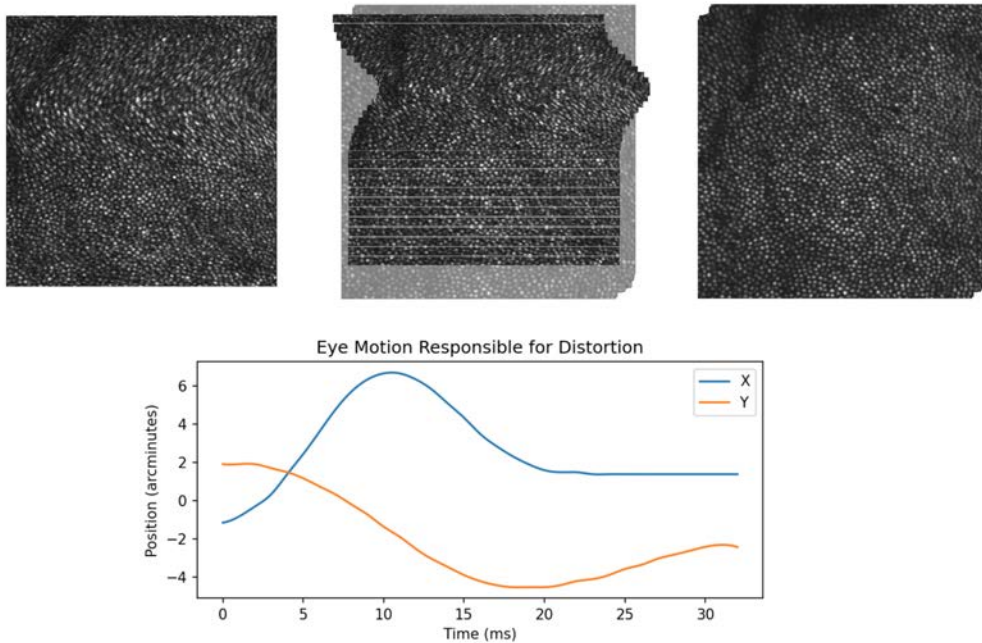 Eye Motion Responsible for Distortion
Position (arcminutes)
6
4
2
0
−2
−4
X
Y
0 5 10 15 20 25 30
Time (ms)